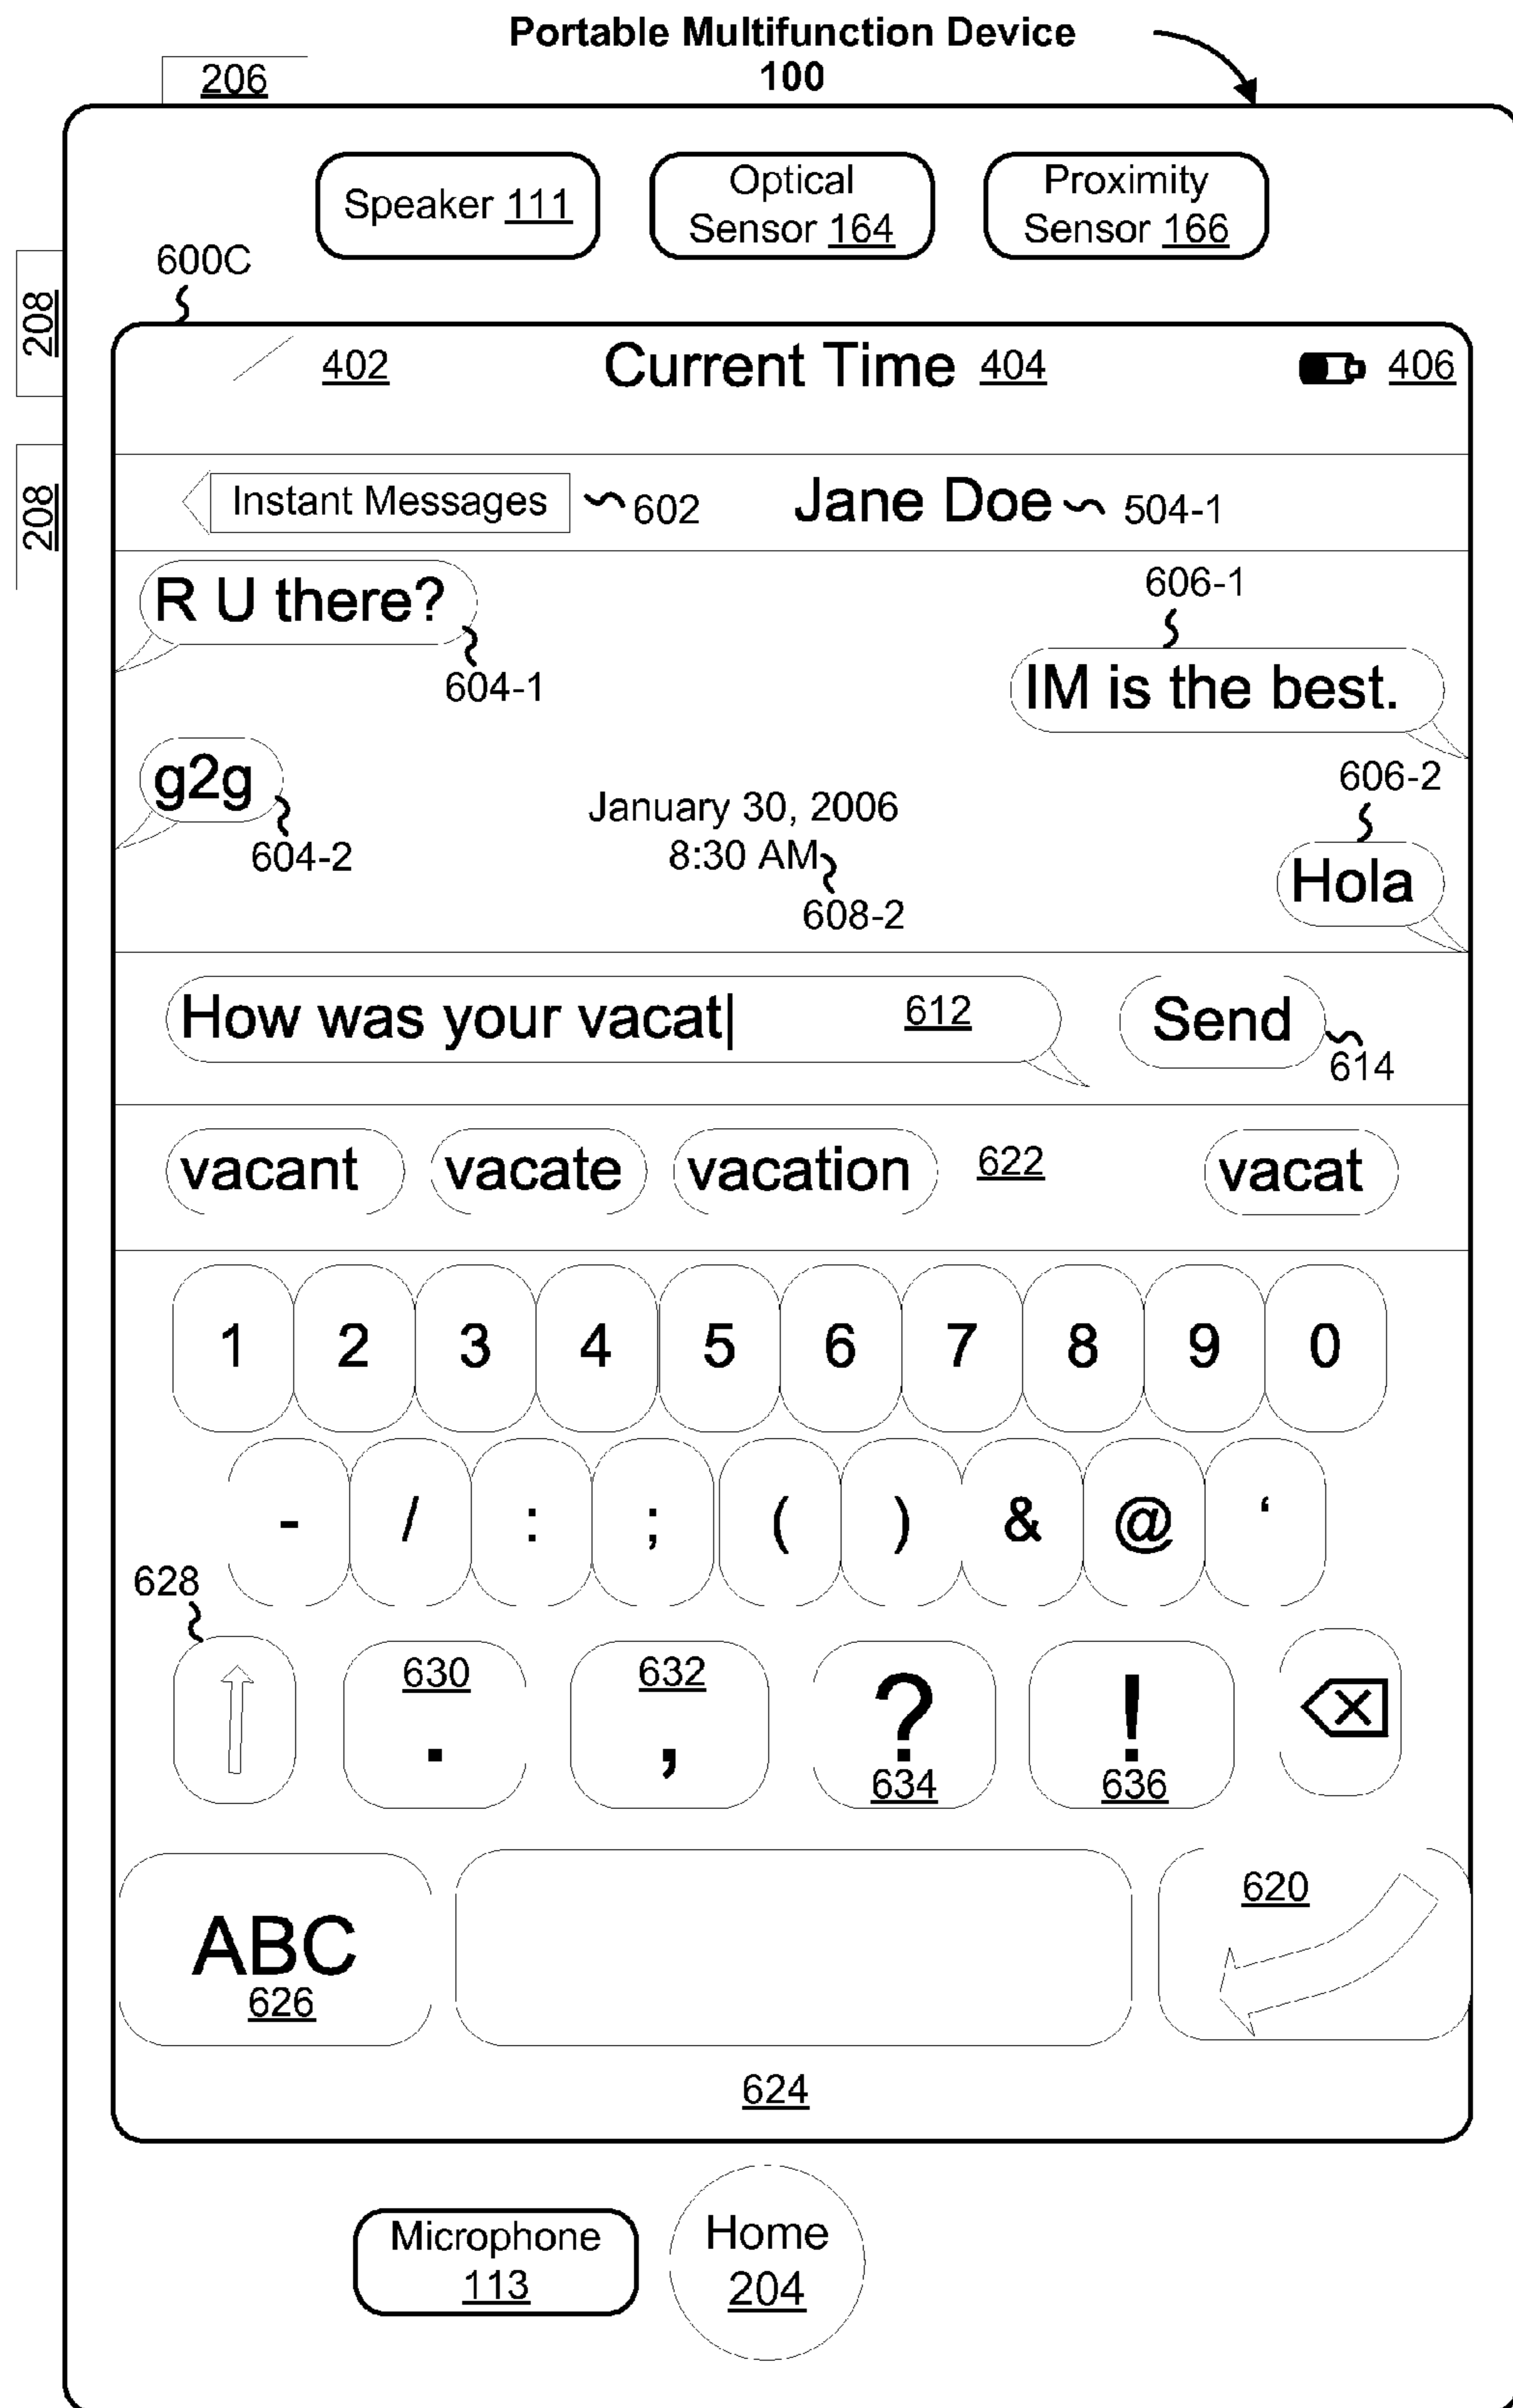 Portable Multifunction Device
100
206
Speaker 111
Optical
Sensor 164
Proximity
Sensor 166
600C
208
402
Current Time 404
406
208
Instant Messages
602
Jane Doe
504-1
R U there?
604-1
606-1
IM is the best.
g2g
604-2
January 30, 2006
8:30 AM
608-2
606-2
Hola
How was your vacat
612
Send
614
vacant
vacate
vacation
622
vacat
1 2 3 4 5 6 7 8 9 0
- / : ; ( ) & @ ‘
628
630
.
632
,
?
634
!
636
ABC
626
620
624
Microphone
113
Home
204